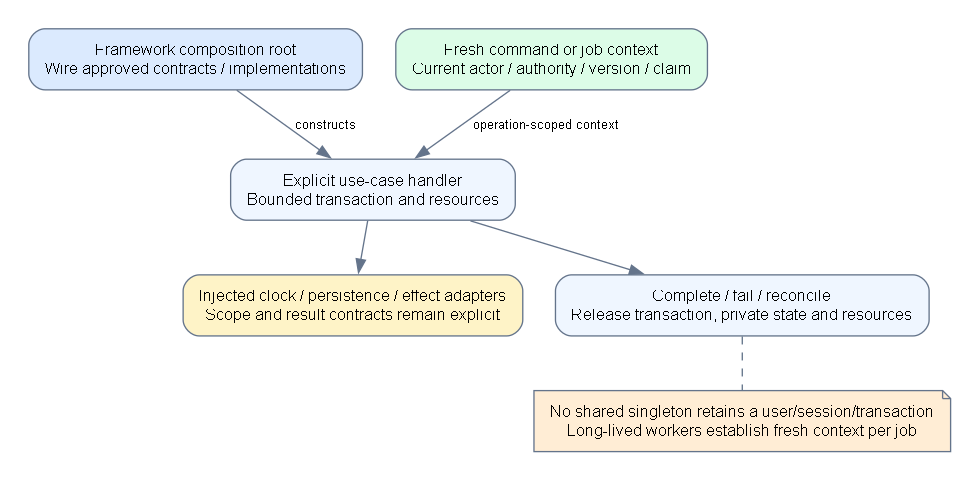 Framework composition root
Wire approved contracts / implementations
Fresh command or job context
Current actor / authority / version / claim
constructs
operation-scoped context
Explicit use-case handler
Bounded transaction and resources
Injected clock / persistence / effect adapters
Scope and result contracts remain explicit
Complete / fail / reconcile
Release transaction, private state and resources
No shared singleton retains a user/session/transaction
Long-lived workers establish fresh context per job